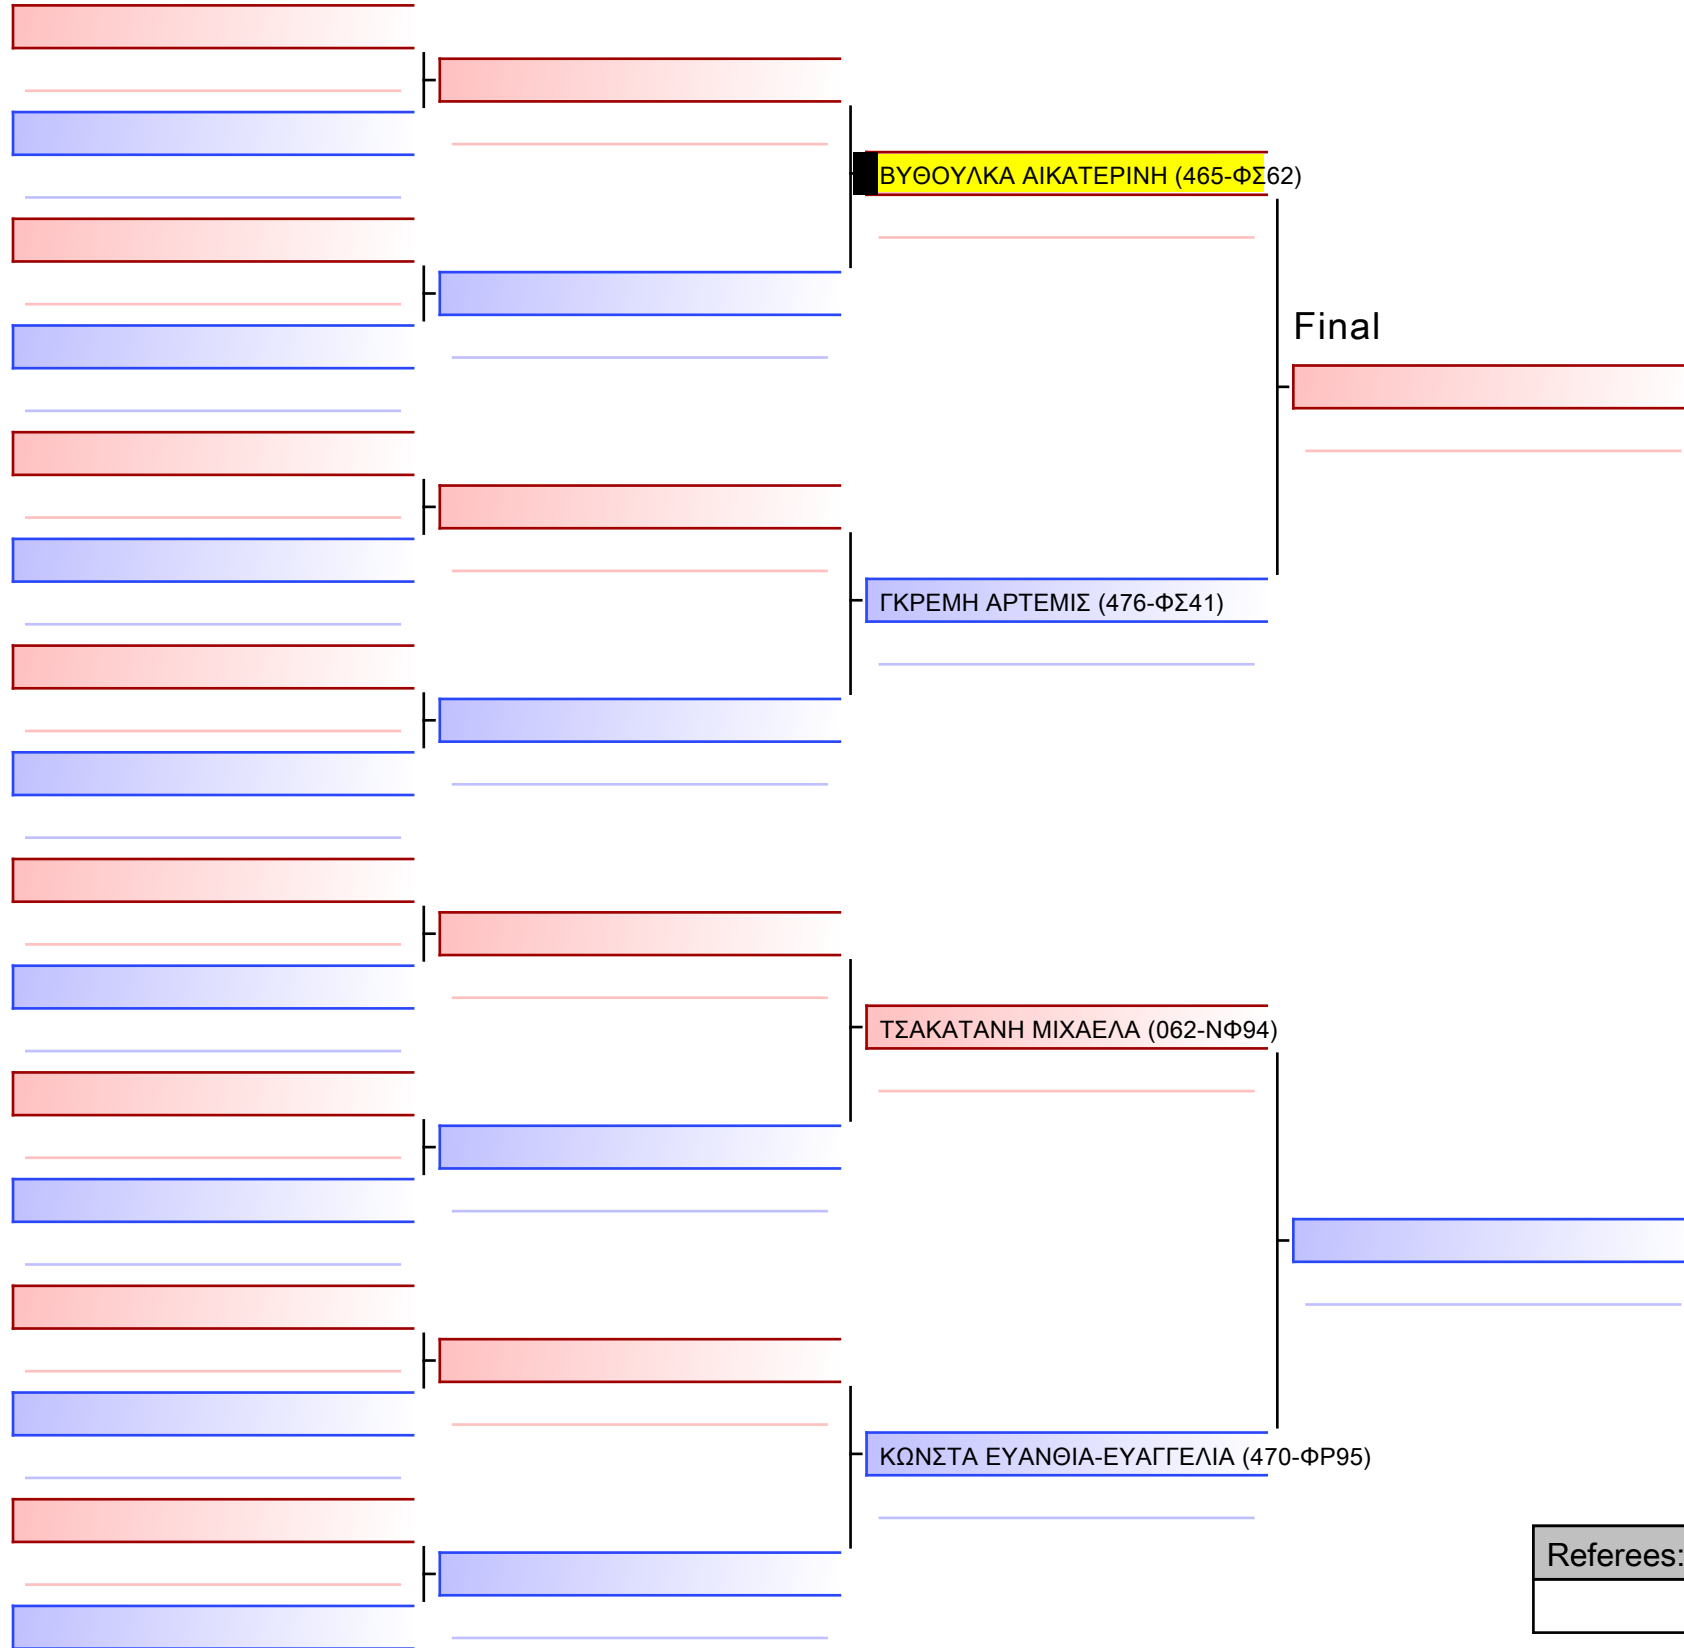 ΒΥΘΟΥΛΚΑ ΑΙΚΑΤΕΡΙΝΗ (465-ΦΣ62)
Final
ΓΚΡΕΜΗ ΑΡΤΕΜΙΣ (476-ΦΣ41)
ΤΣΑΚΑΤΑΝΗ ΜΙΧΑΕΛΑ (062-ΝΦ94)
ΚΩΝΣΤΑ ΕΥΑΝΘΙΑ-ΕΥΑΓΓΕΛΙΑ (470-ΦΡ95)
Referees: